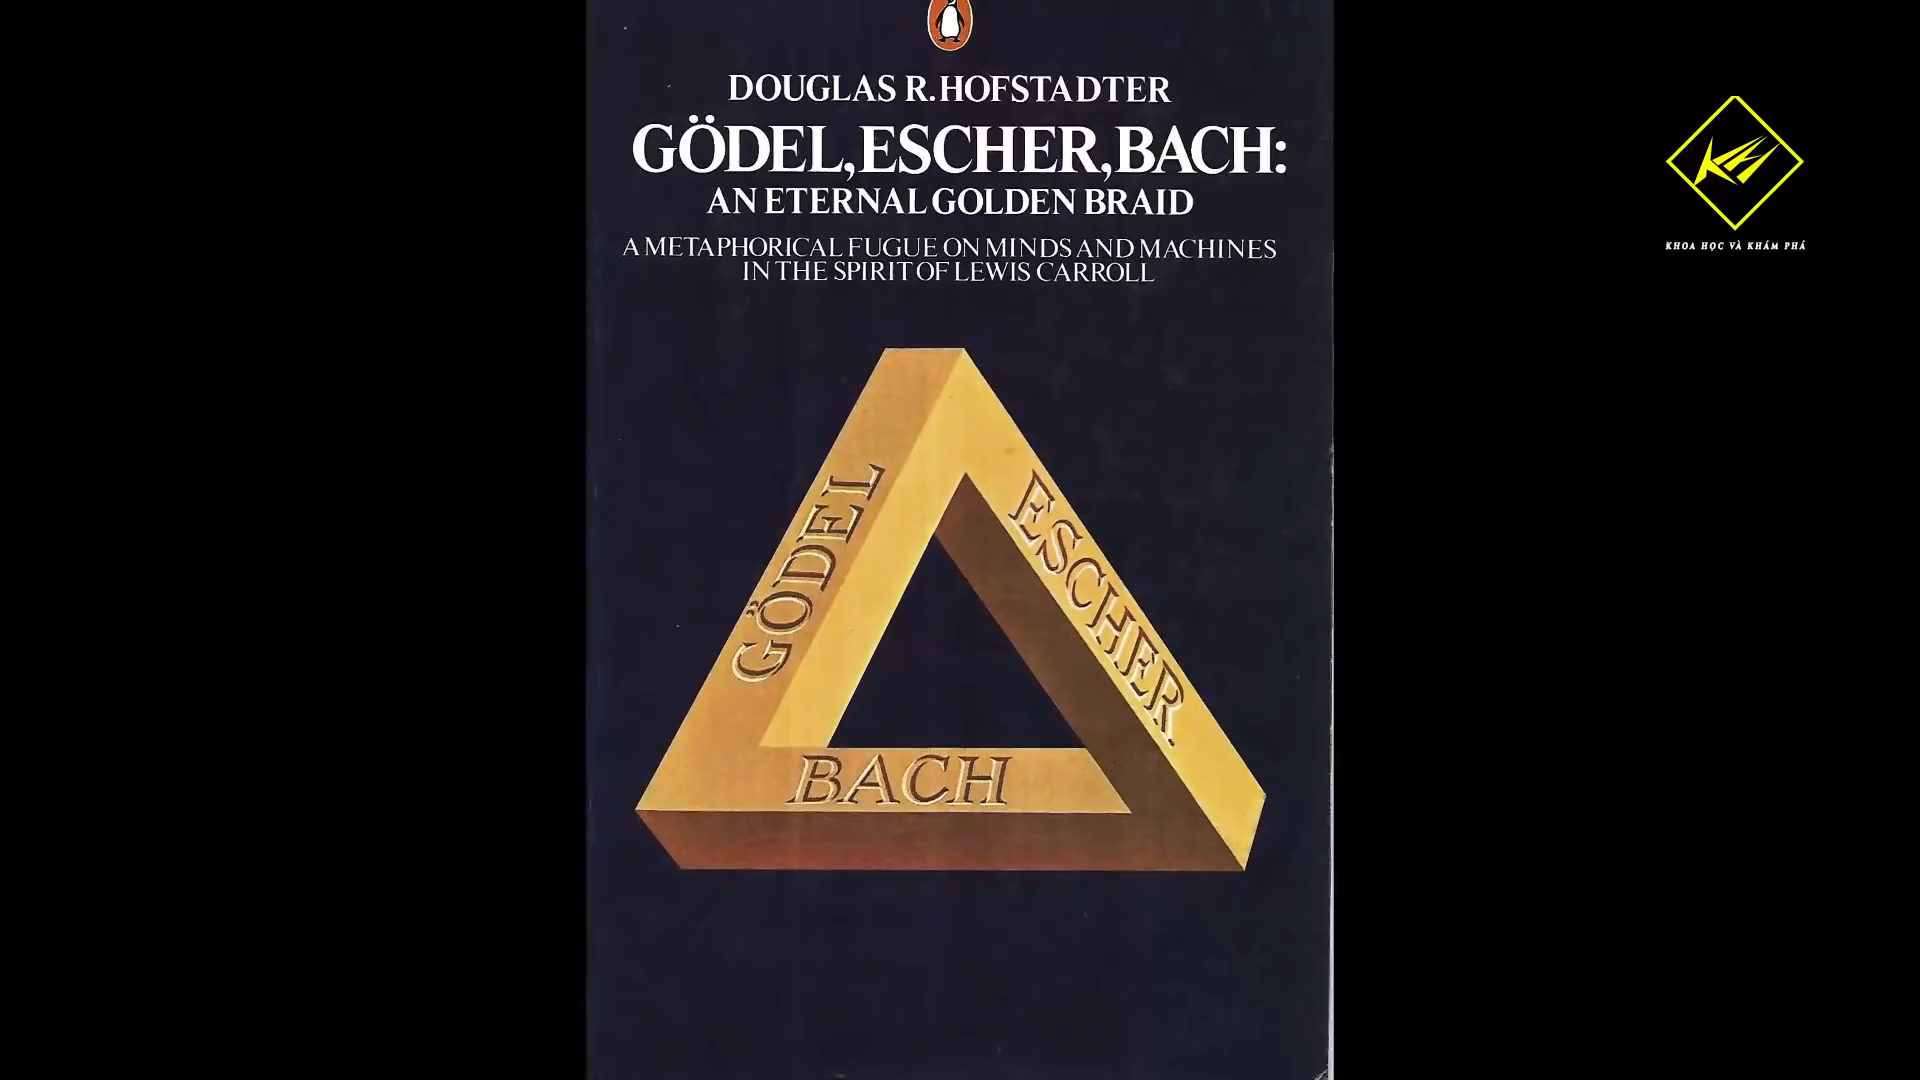 DOUGLAS R. HOFSTADTER
GÖDEL, ESCHER, BACH:
AN ETERNAL GOLDEN BRAID
A METAPHORICAL FUGUE ON MINDS AND MACHINES
IN THE SPIRIT OF LEWIS CARROLL
GÖDEL
ESCHER
BACH
KHOA HỌC VÀ KHÁM PHÁ